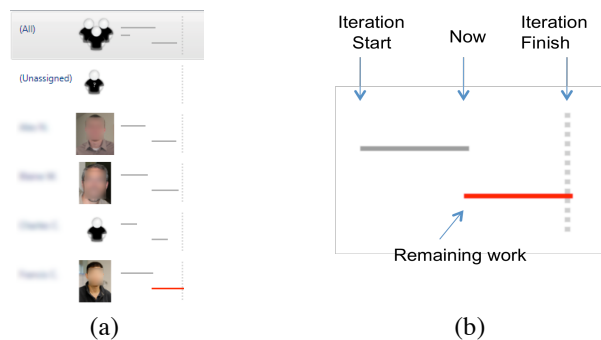 (All)
(Unassigned)
(a)
Iteration
Start
Now
Iteration
Finish
Remaining work
(b)